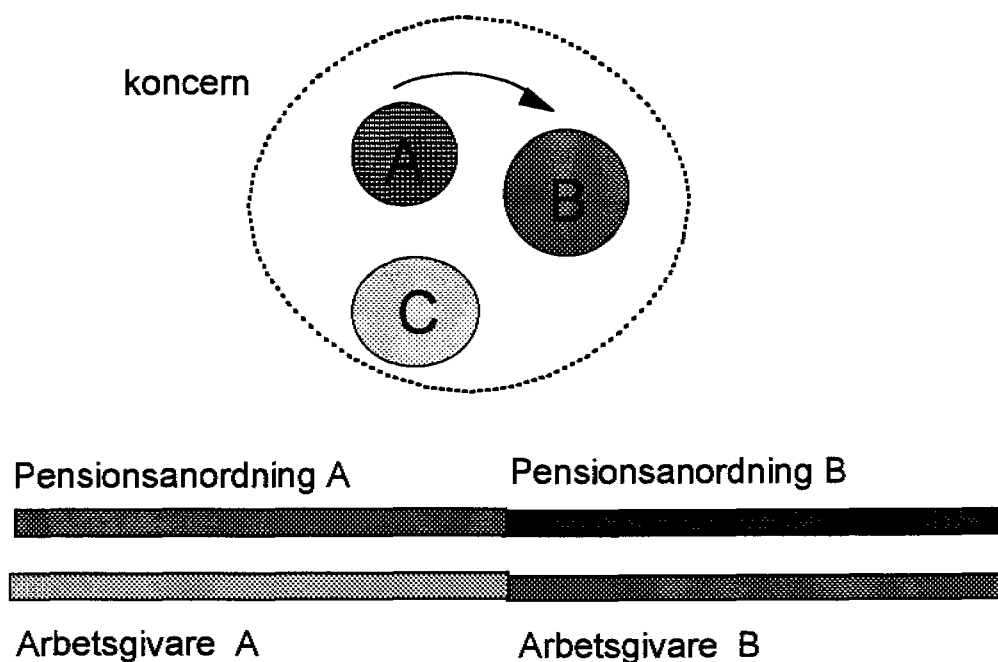 koncern
A
B
C
Pensionsanordning A
Pensionsanordning B
Arbetsgivare A
Arbetsgivare B